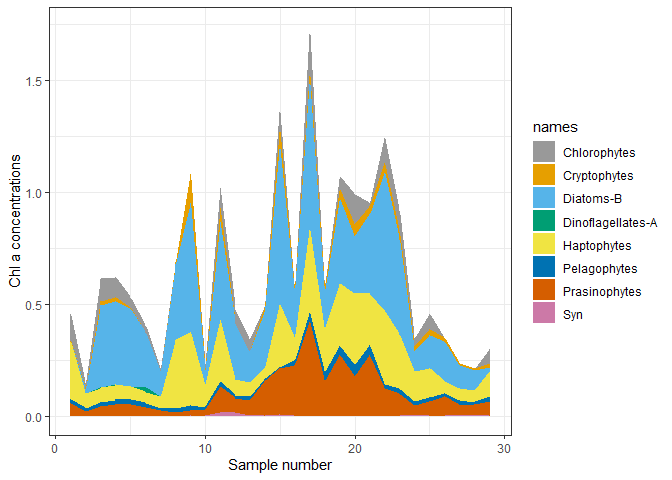 Chl a concentrations
1.5
1.0
0.5
0.0
0
10
20
30
Sample number
names
Chlorophytes
Cryptophytes
Diatoms-B
Dinoflagellates-A
Haptophytes
Pelagophytes
Prasinophytes
Syn